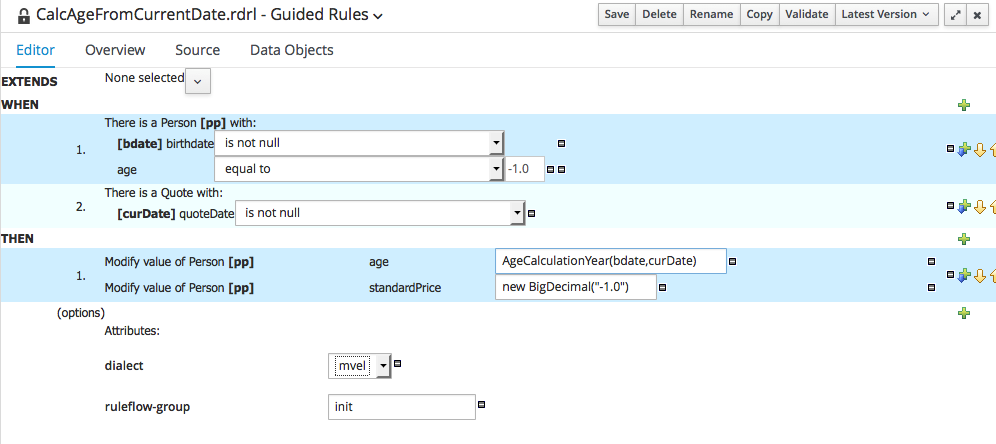 CalcAgeFromCurrentDate.rdrl - Guided Rules
Save Delete Rename Copy Validate Latest Version
Editor Overview Source Data Objects
EXTENDS None selected
WHEN
There is a Person [pp] with:
1. [bdate] birthdate is not null
age equal to -1.0
There is a Quote with:
2. [curDate] quoteDate is not null
THEN
1. Modify value of Person [pp] age AgeCalculationYear(bdate,curDate)
Modify value of Person [pp] standardPrice new BigDecimal("-1.0")
(options)
Attributes:
dialect mvel
ruleflow-group init